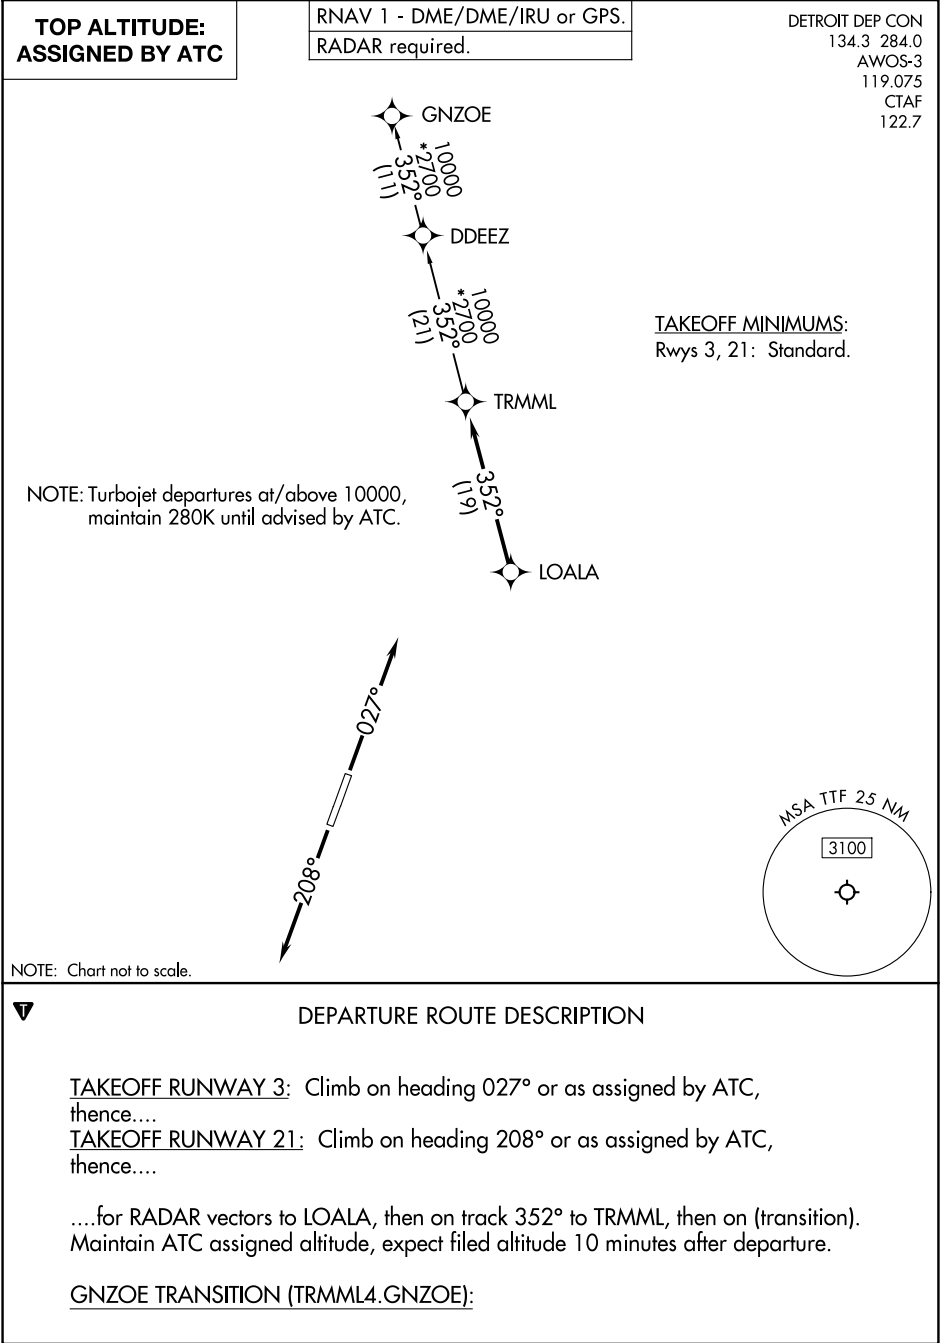 TOP ALTITUDE:
ASSIGNED BY ATC
RNAV 1 - DME/DME/IRU or GPS.
RADAR required.
DETROIT DEP CON
134.3 284.0
AWOS-3
119.075
CTAF
122.7
GNZOE
10000
*2700
352°
(11)
DDEEZ
10000
*2700
352°
(21)
TAKEOFF MINIMUMS:
Rwys 3, 21: Standard.
TRMML
352°
(19)
NOTE: Turbojet departures at/above 10000,
maintain 280K until advised by ATC.
LOALA
027°
208°
MSA TTF 25 NM
3100
NOTE: Chart not to scale.
T
DEPARTURE ROUTE DESCRIPTION
TAKEOFF RUNWAY 3: Climb on heading 027° or as assigned by ATC,
thence....
TAKEOFF RUNWAY 21: Climb on heading 208° or as assigned by ATC,
thence....
....for RADAR vectors to LOALA, then on track 352° to TRMML, then on (transition).
Maintain ATC assigned altitude, expect filed altitude 10 minutes after departure.
GNZOE TRANSITION (TRMML4.GNZOE):